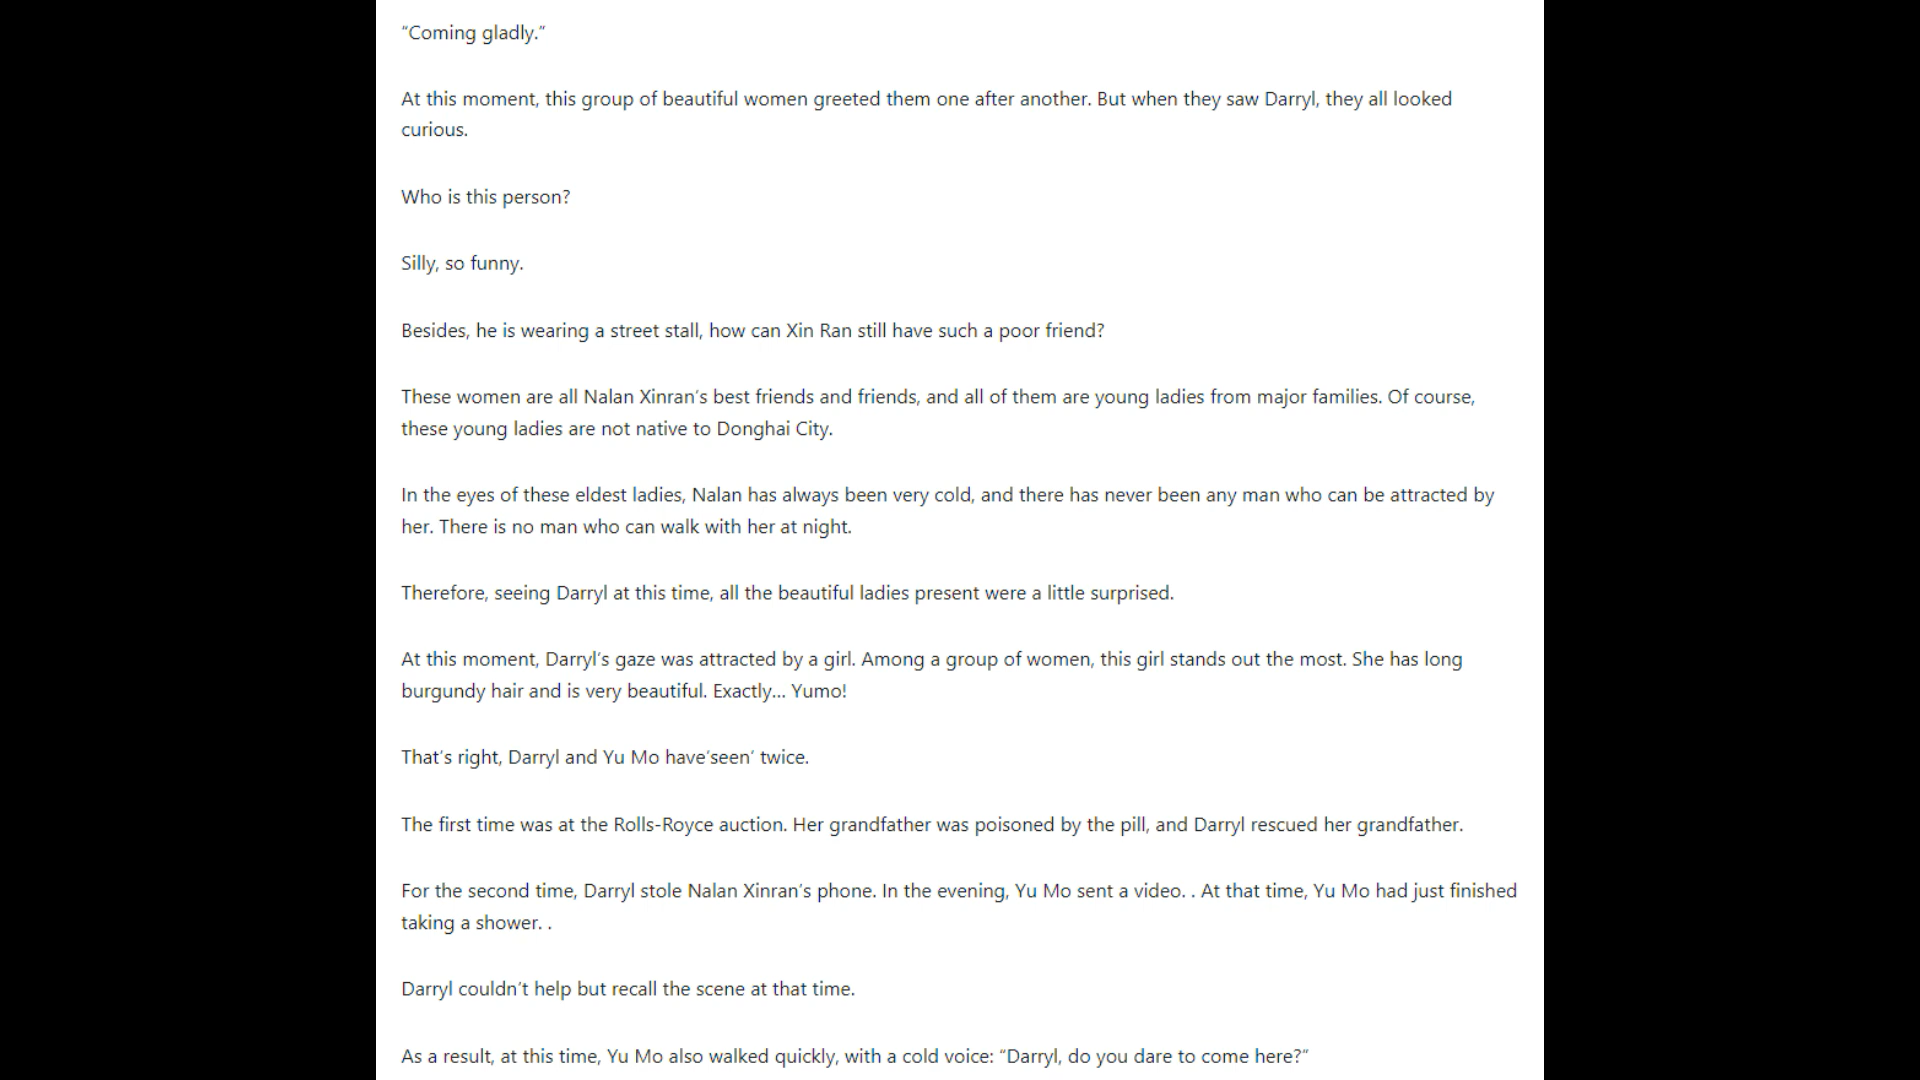 “Coming gladly.”
At this moment, this group of beautiful women greeted them one after another. But when they saw Darryl, they all looked
curious.
Who is this person?
Silly, so funny.
Besides, he is wearing a street stall, how can Xin Ran still have such a poor friend?
These women are all Nalan Xinran’s best friends and friends, and all of them are young ladies from major families. Of course,
these young ladies are not native to Donghai City.
In the eyes of these eldest ladies, Nalan has always been very cold, and there has never been any man who can be attracted by
her. There is no man who can walk with her at night.
Therefore, seeing Darryl at this time, all the beautiful ladies present were a little surprised.
At this moment, Darryl’s gaze was attracted by a girl. Among a group of women, this girl stands out the most. She has long
burgundy hair and is very beautiful. Exactly... Yumo!
That’s right, Darryl and Yu Mo have’seen’ twice.
The first time was at the Rolls-Royce auction. Her grandfather was poisoned by the pill, and Darryl rescued her grandfather.
For the second time, Darryl stole Nalan Xinran’s phone. In the evening, Yu Mo sent a video. . At that time, Yu Mo had just finished
taking a shower. .
Darryl couldn’t help but recall the scene at that time.
As a result, at this time, Yu Mo also walked quickly, with a cold voice: “Darryl, do you dare to come here?”